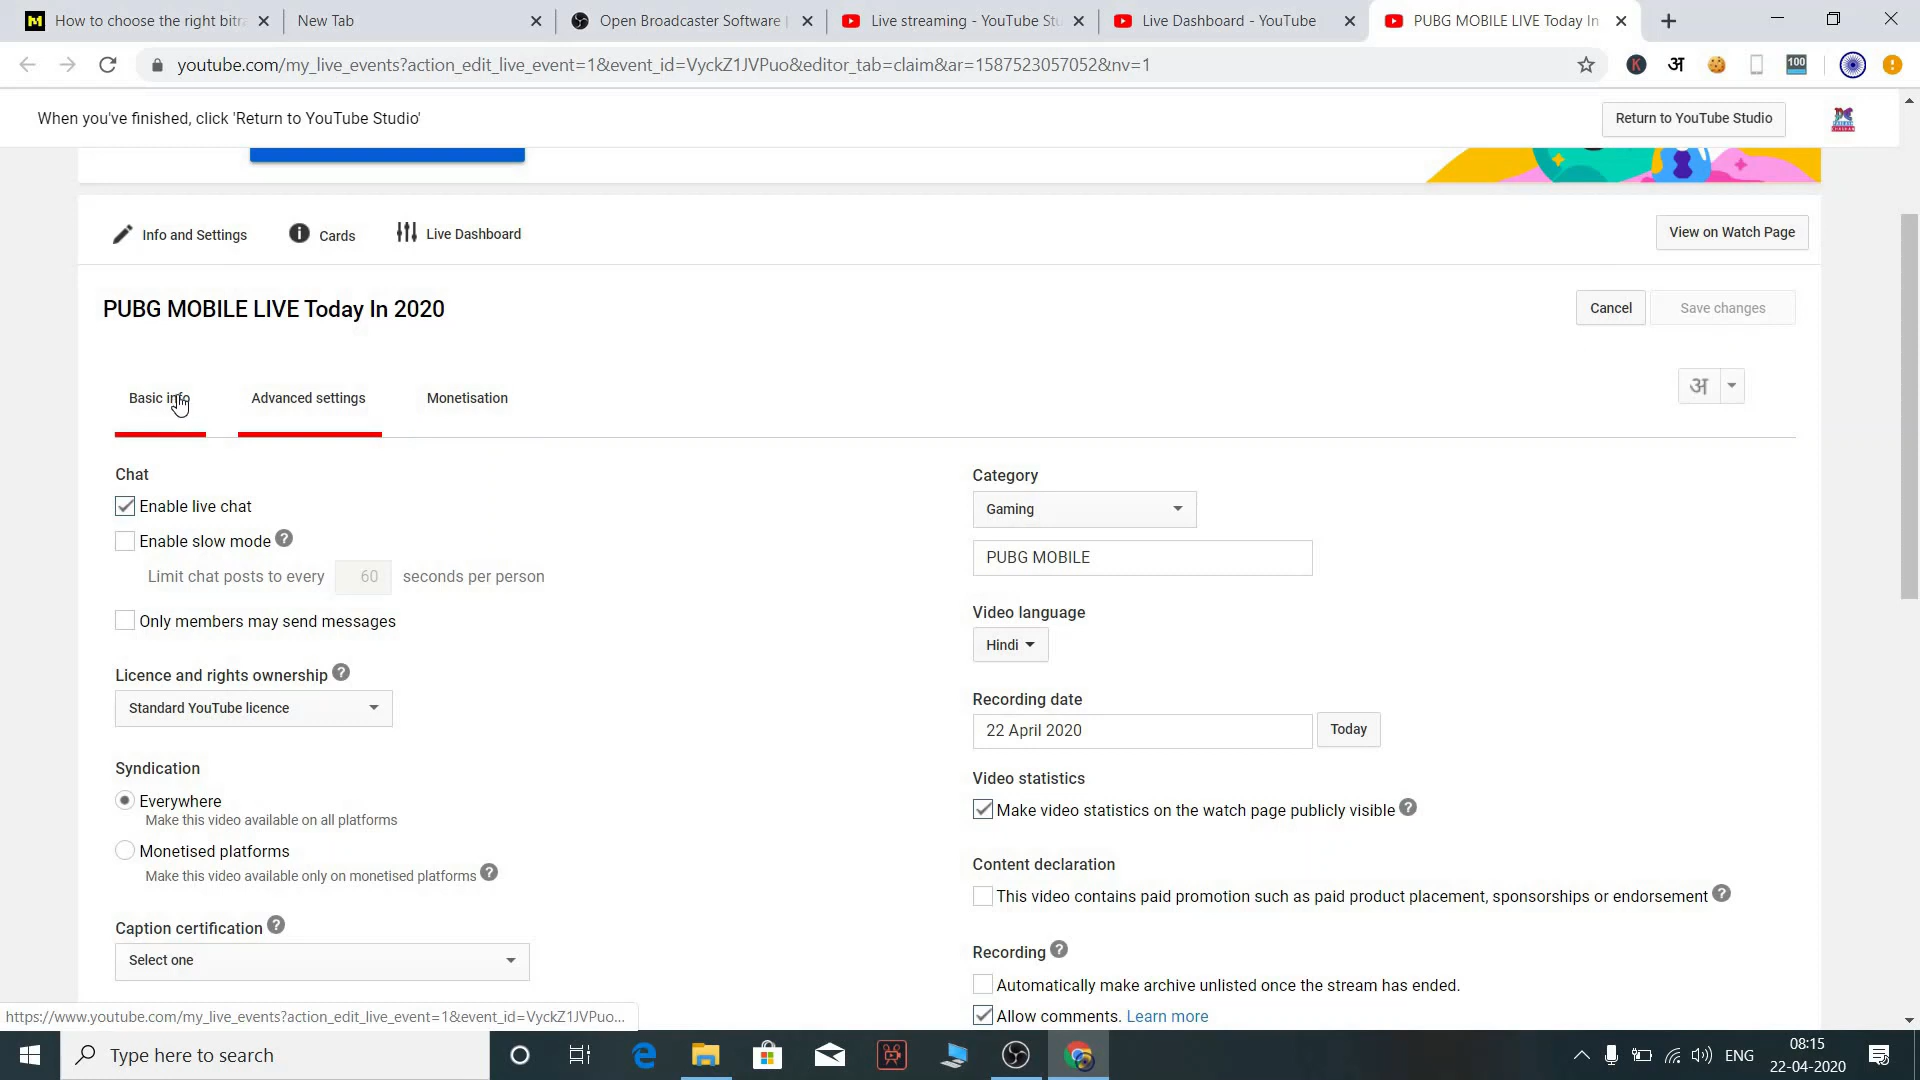 How to choose the right bitra
New Tab
Open Broadcaster Software |
Live streaming - YouTube Stu
Live Dashboard - YouTube
PUBG MOBILE LIVE Today In
youtube.com/my_live_events?action_edit_live_event=1&event_id=VyckZ1JVPuo&editor_tab=claim&ar=1587523057052&nv=1
अ
100
When you've finished, click 'Return to YouTube Studio'
Return to YouTube Studio
Info and Settings
Cards
Live Dashboard
View on Watch Page
PUBG MOBILE LIVE Today In 2020
Cancel
Save changes
Basic info
Advanced settings
Monetisation
अ
Chat
Enable live chat
Enable slow mode ?
Limit chat posts to every 60 seconds per person
Only members may send messages
Licence and rights ownership ?
Standard YouTube licence
Syndication
Everywhere
Make this video available on all platforms
Monetised platforms
Make this video available only on monetised platforms ?
Caption certification ?
Select one
Category
Gaming
PUBG MOBILE
Video language
Hindi
Recording date
22 April 2020
Today
Video statistics
Make video statistics on the watch page publicly visible ?
Content declaration
This video contains paid promotion such as paid product placement, sponsorships or endorsement ?
Recording ?
Automatically make archive unlisted once the stream has ended.
Allow comments. Learn more
https://www.youtube.com/my_live_events?action_edit_live_event=1&event_id=VyckZ1JVPuo...
Type here to search
ENG
08:15
22-04-2020